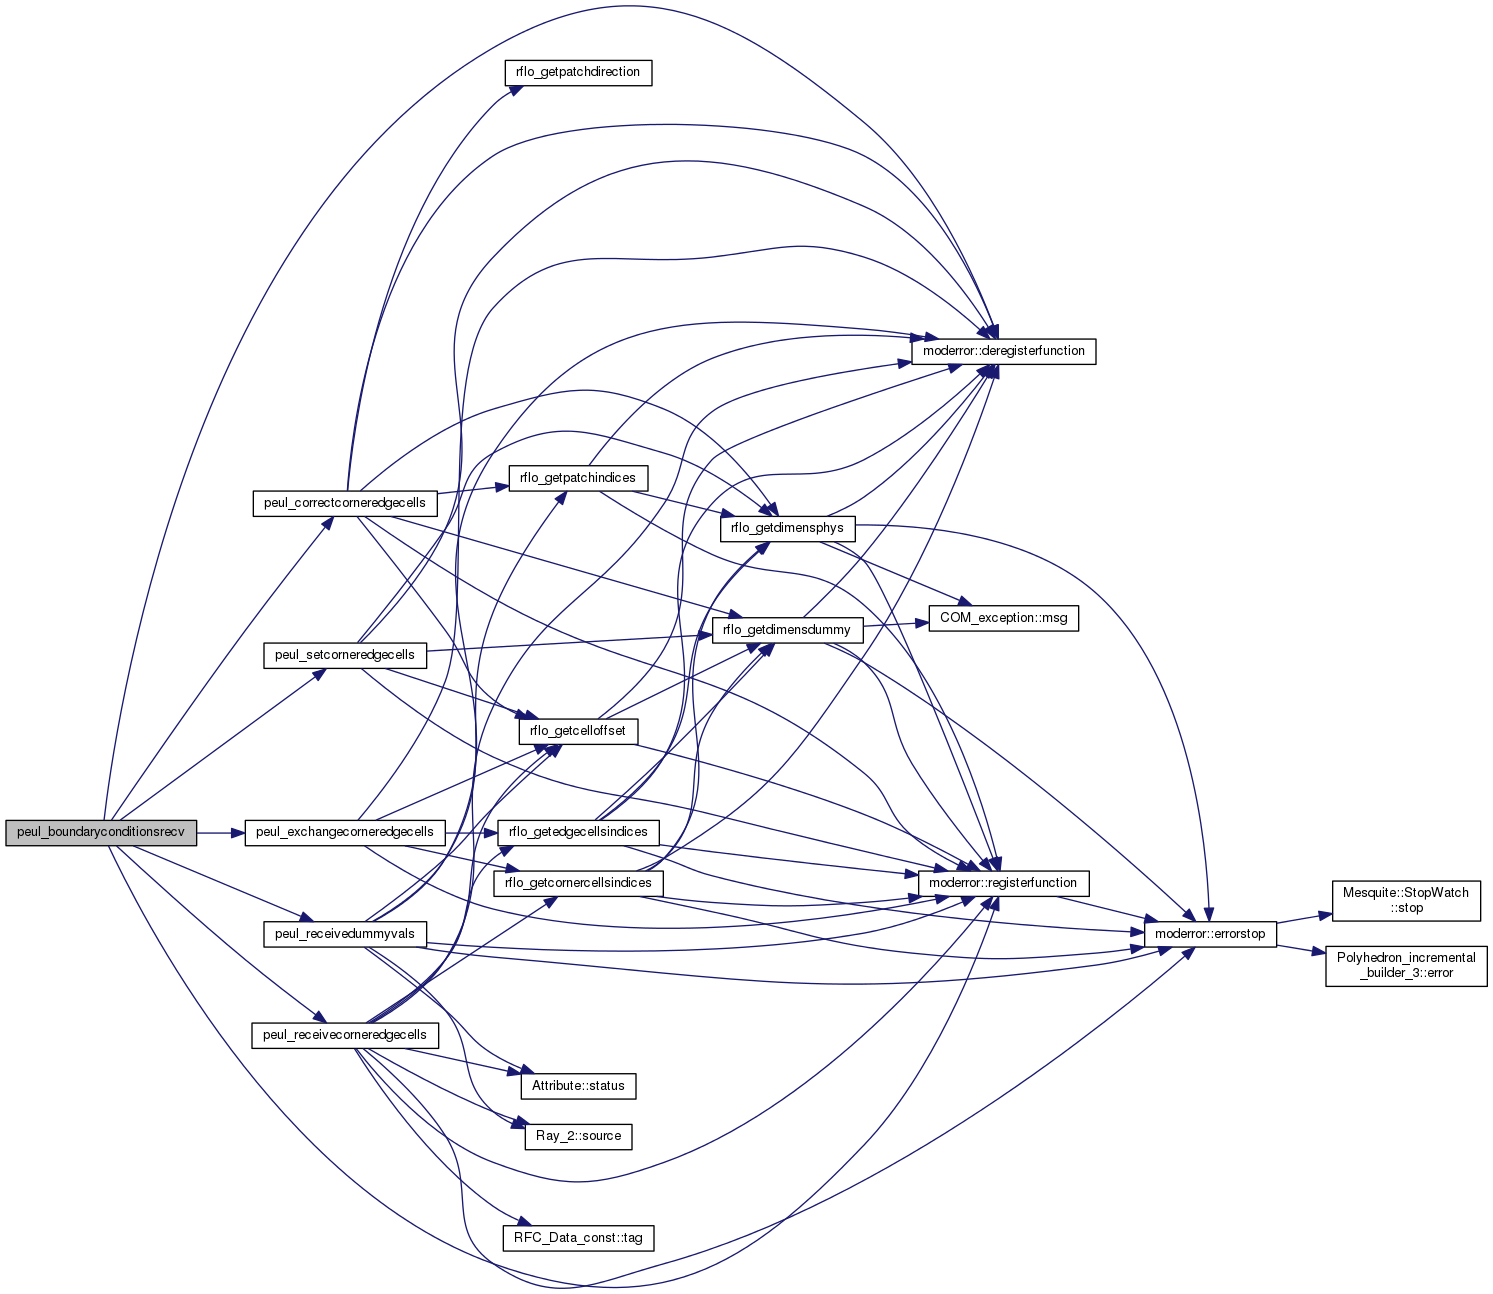 rflo_getpatchdirection
moderror::deregisterfunction
rflo_getpatchindices
peul_correctcorneredgecells
rflo_getdimensphys
COM_exception::msg
rflo_getdimensdummy
peul_setcorneredgecells
rflo_getcelloffset
peul_boundaryconditionsrecv
peul_exchangecorneredgecells
rflo_getedgecellsindices
rflo_getcornercellsindices
moderror::registerfunction
Mesquite::StopWatch
::stop
peul_receivedummyvals
moderror::errorstop
Polyhedron_incremental
_builder_3::error
peul_receivecorneredgecells
Attribute::status
Ray_2::source
RFC_Data_const::tag